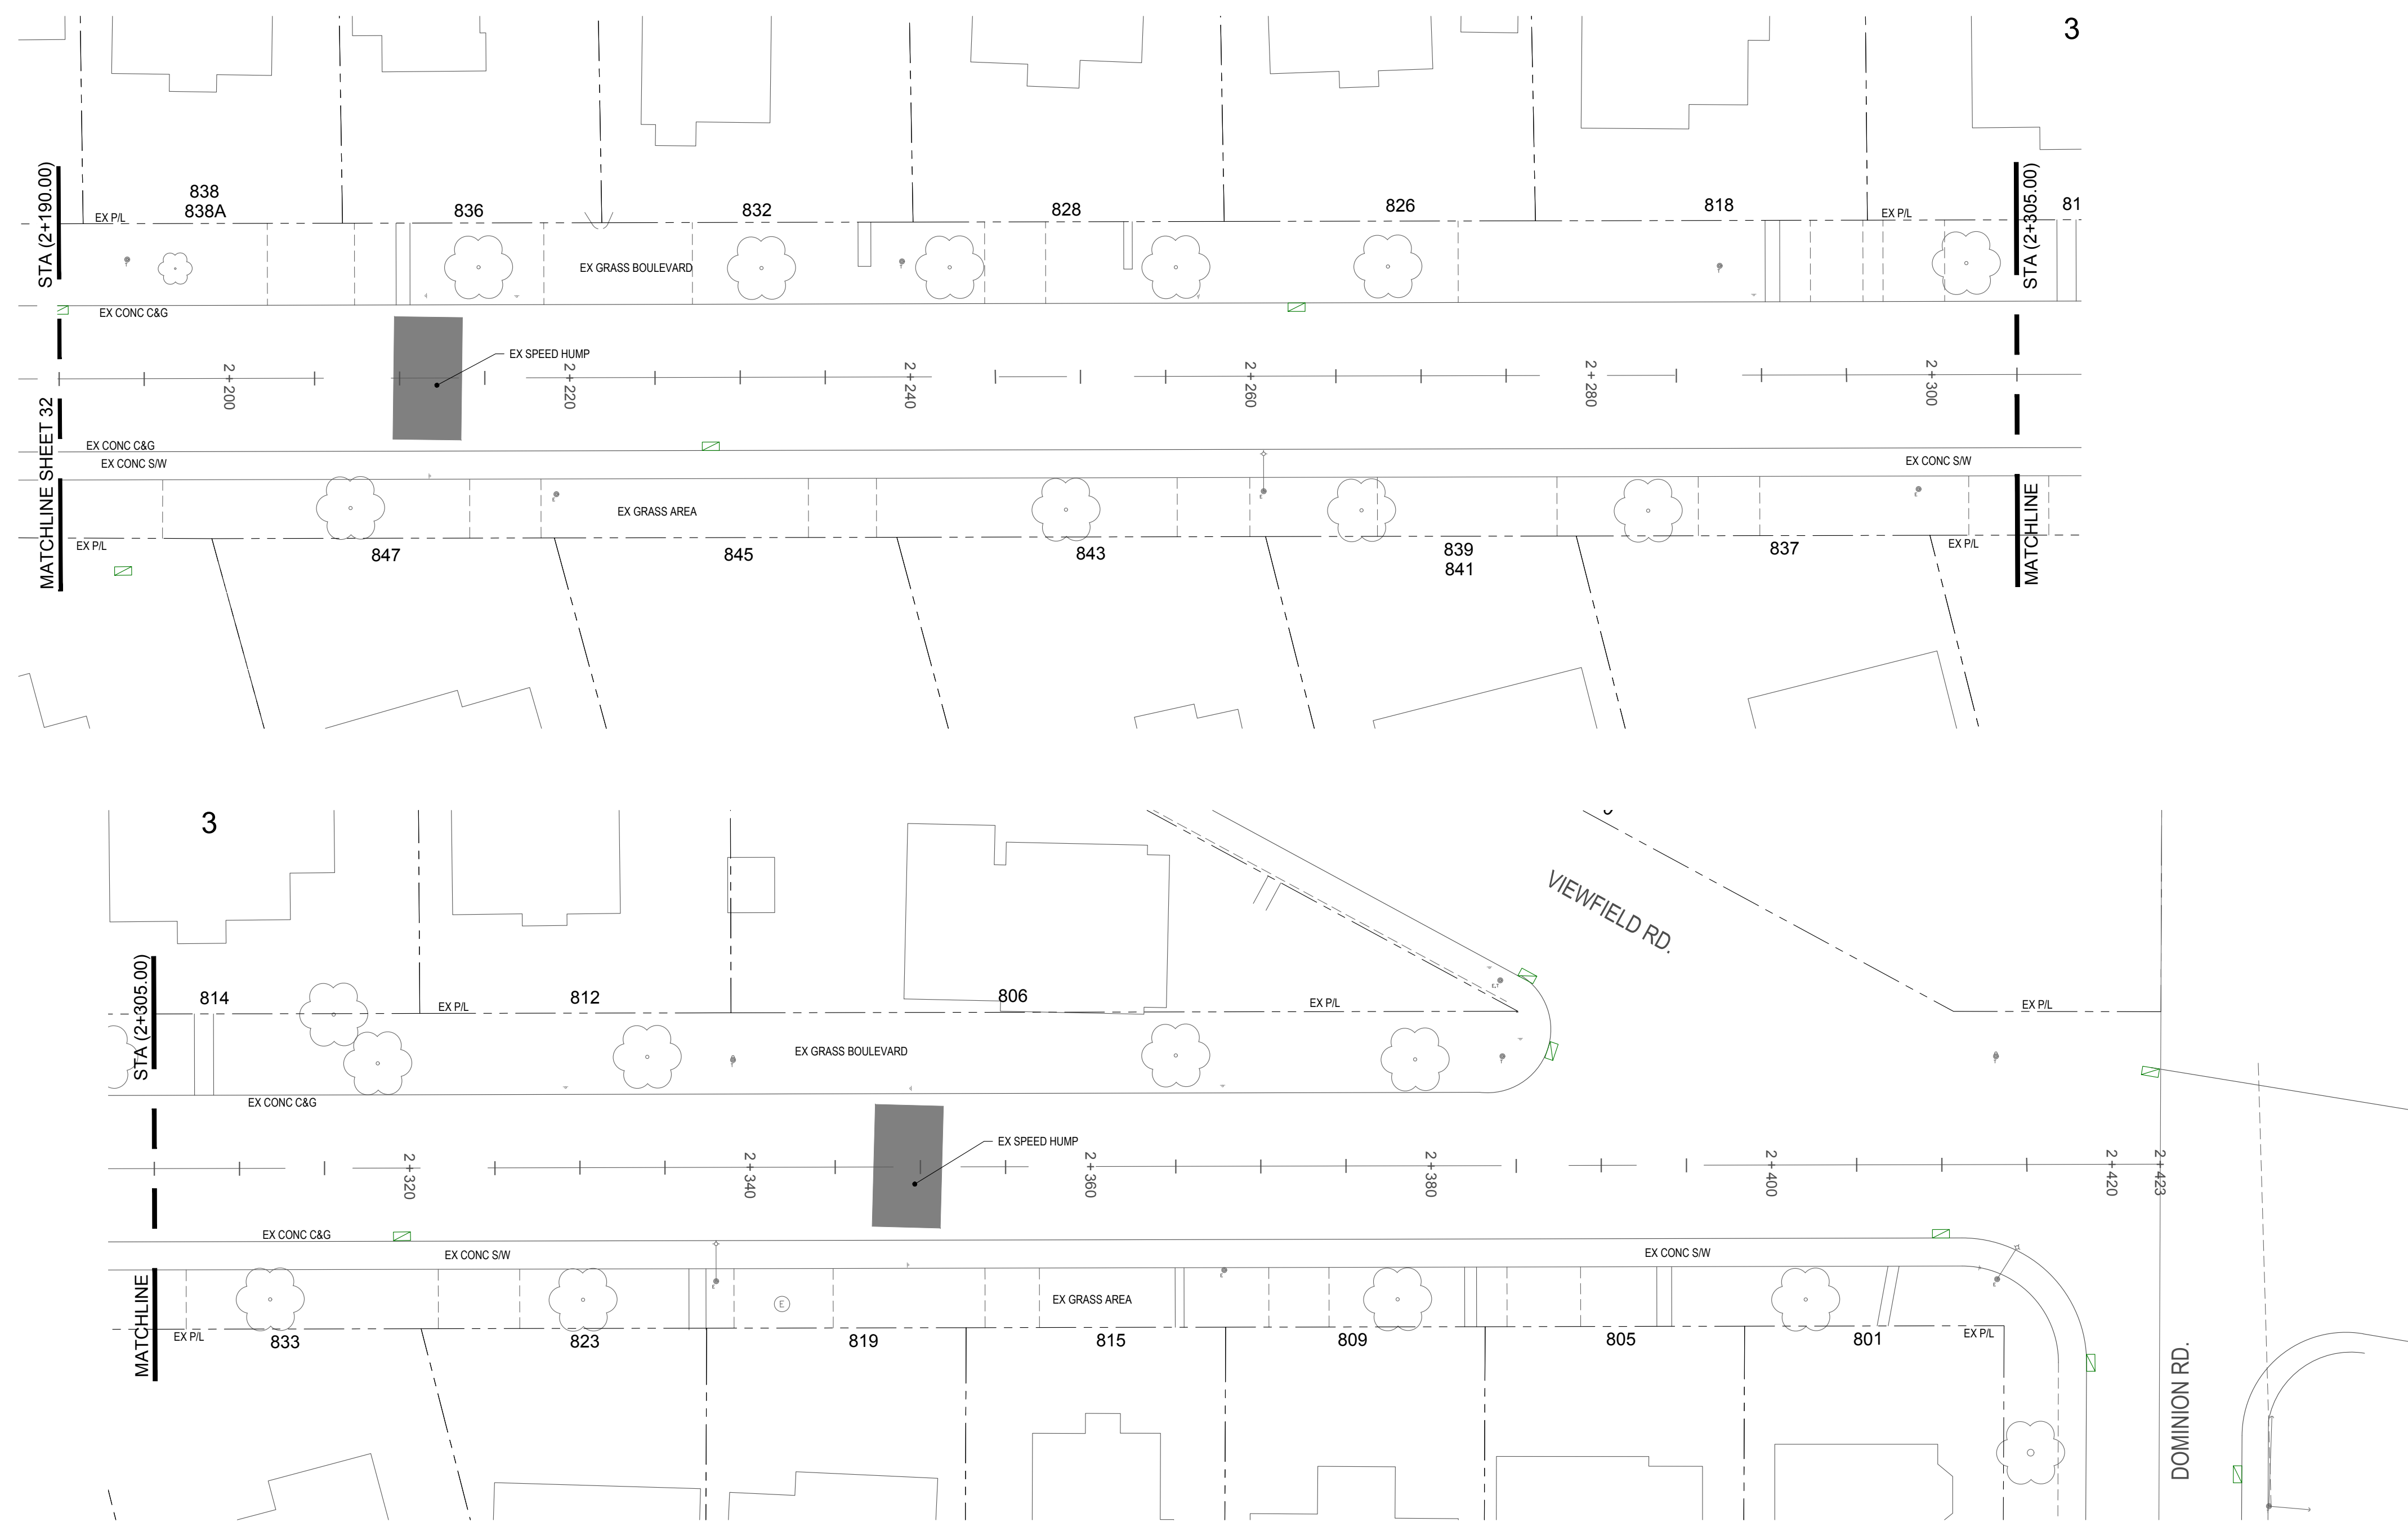 3
STA (2+190.00)
838
838A
836
832
828
826
818
81
EX P/L
EX P/L
STA (2+305.00)
EX GRASS BOULEVARD
EX CONC C&G
EX SPEED HUMP
2+200
2+220
2+240
2+260
2+280
2+300
MATCHLINE SHEET 32
EX CONC C&G
EX CONC S/W
EX CONC S/W
EX GRASS AREA
MATCHLINE
EX P/L
EX P/L
847
845
843
839
841
837
3
VIEWFIELD RD.
STA (2+305.00)
814
EX P/L
812
806
EX P/L
EX P/L
EX GRASS BOULEVARD
EX CONC C&G
EX SPEED HUMP
2+320
2+340
2+360
2+380
2+400
2+420
2+423
EX CONC C&G
EX CONC S/W
EX CONC S/W
MATCHLINE
E
EX GRASS AREA
EX P/L
EX P/L
833
823
819
815
809
805
801
DOMINION RD.